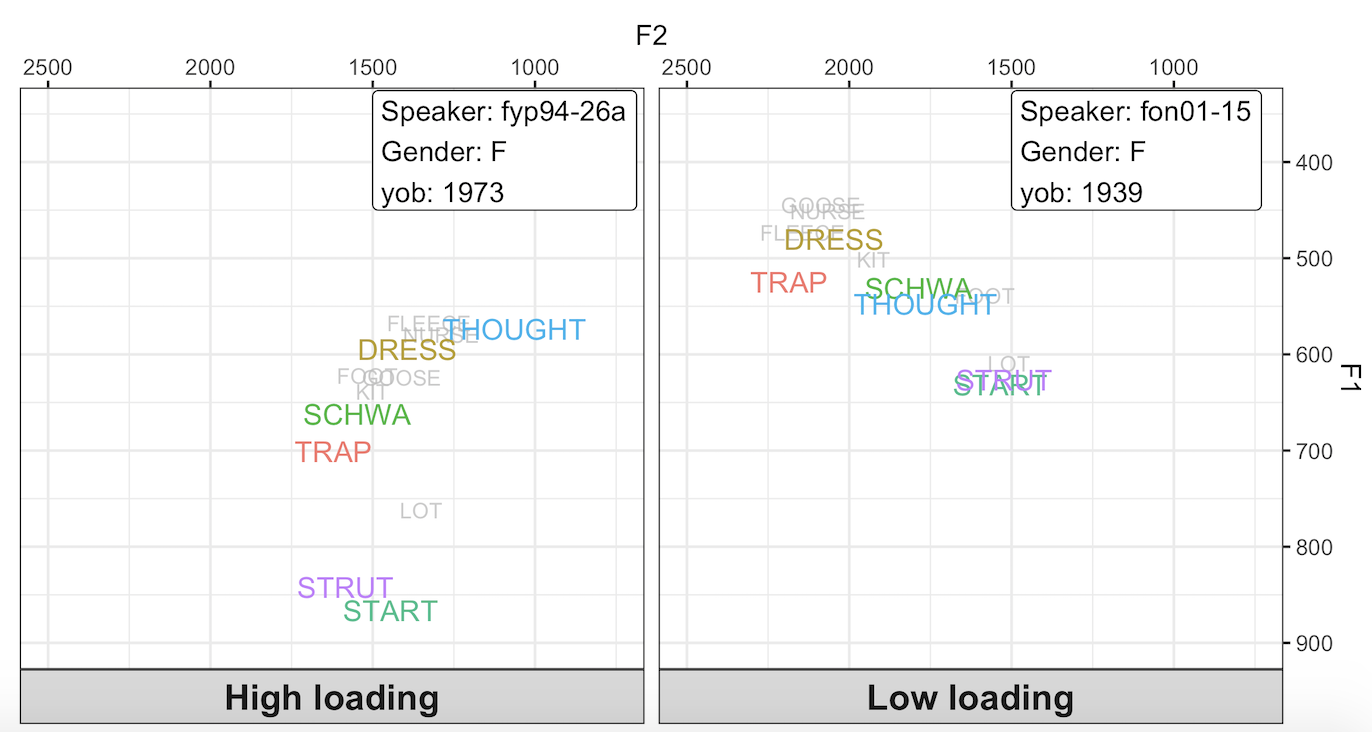 F2
2500 2000 1500 1000
2500 2000 1500 1000
Speaker: fyp94-26a
Gender: F
yob: 1973
FLEECE
THOUGHT
NURSE
DRESS
FOOT
GOOSE
KIT
SCHWA
TRAP
LOT
STRUT
START
High loading
Speaker: fon01-15
Gender: F
yob: 1939
GOOSE
NURSE
FLEECE
DRESS
KIT
TRAP
SCHWA
FOOT
THOUGHT
LOT
STRUT
START
Low loading
400
500
600
700
800
900
F1